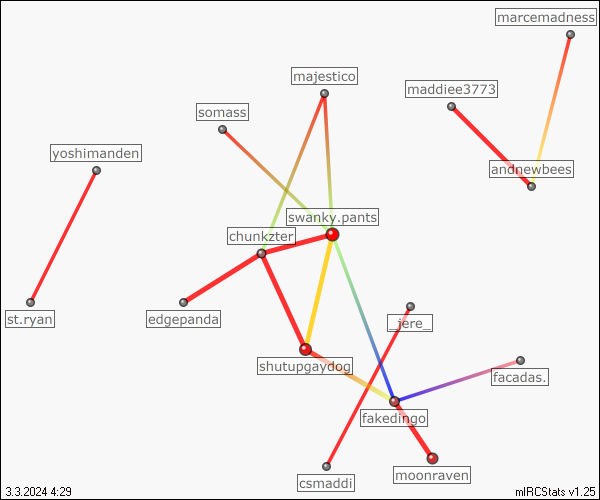 marcemadness
majestico
maddiee3773
somass
yoshimanden
andnewbees
swanky.pants
chunkzter
st.ryan
edgepanda
_jere_
shutupgaydog
facadas.
fakedingo
moonraven
csmaddi
3.3.2024 4:29
mIRCStats v1.25